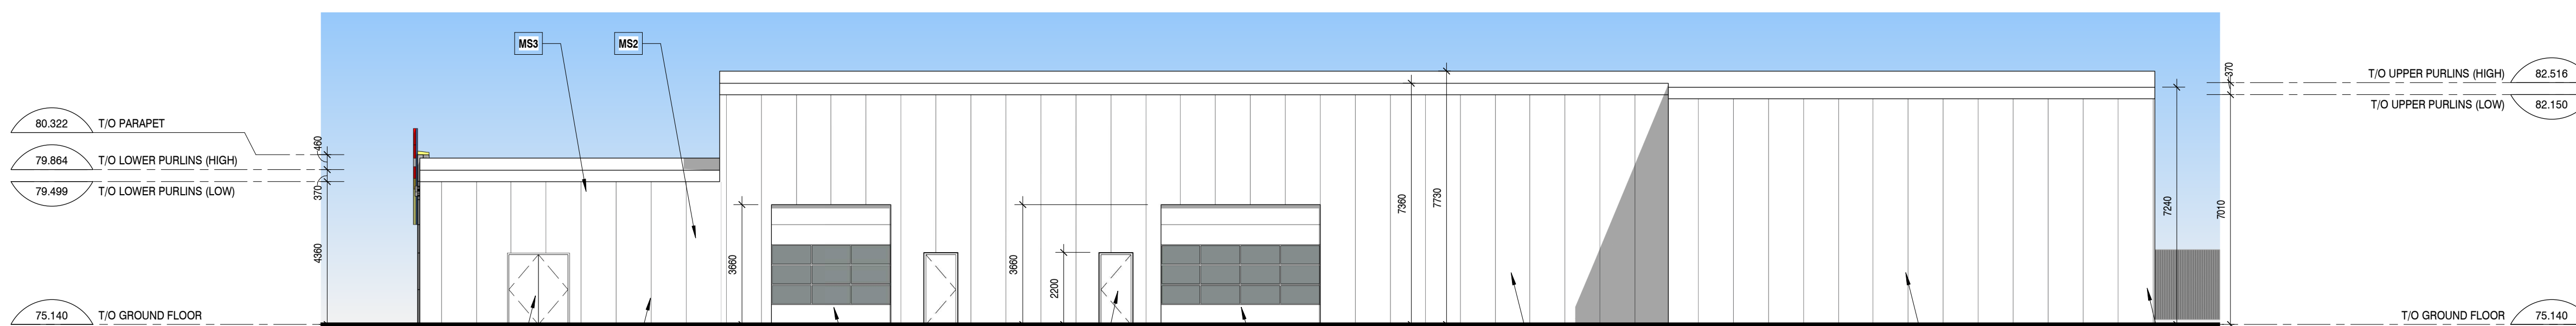 MS3
MS2
80.322 T/O PARAPET
79.864 T/O LOWER PURLINS (HIGH)
79.499 T/O LOWER PURLINS (LOW)
75.140 T/O GROUND FLOOR
460
370
4360
3660
3660
2200
7360
7730
7240
7010
370
T/O UPPER PURLINS (HIGH) 82.516
T/O UPPER PURLINS (LOW) 82.150
T/O GROUND FLOOR 75.140